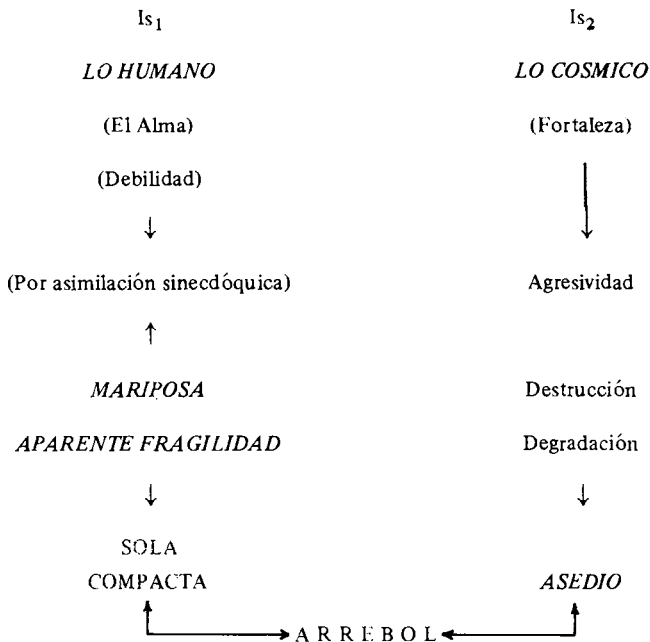 Is1 Is2
LO HUMANO LO COSMICO
(El Alma) (Fortaleza)
(Debilidad)
(Por asimilación sinecdóquica) Agresividad
MARIPOSA Destrucción
APARENTE FRAGILIDAD Degradación
SOLA
COMPACTA ASEDIO
ARREBOL